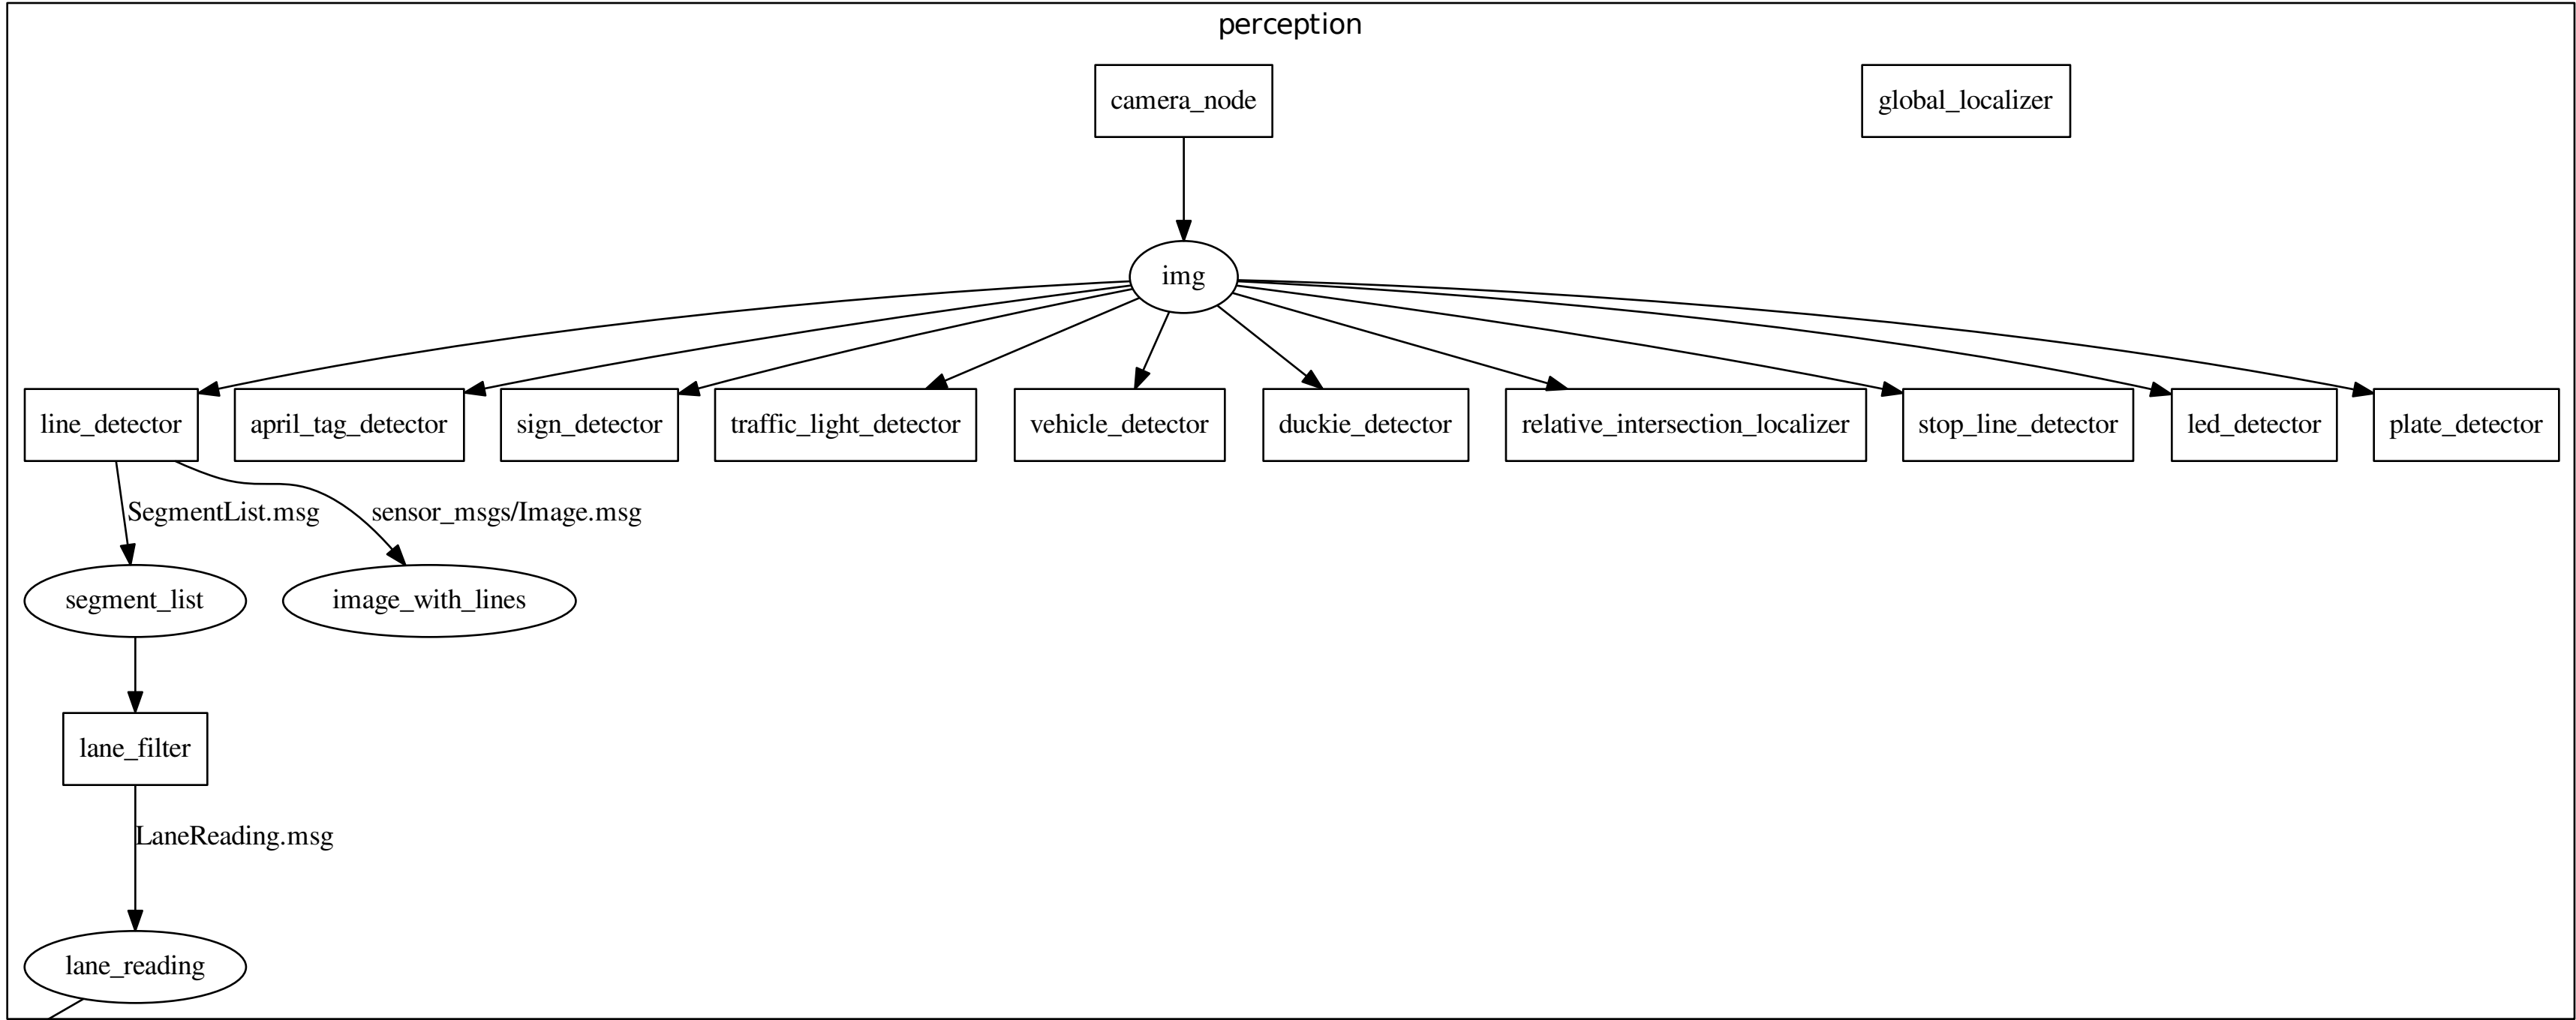 perception
camera_node
global_localizer
img
line_detector
april_tag_detector
sign_detector
traffic_light_detector
vehicle_detector
duckie_detector
relative_intersection_localizer
stop_line_detector
led_detector
plate_detector
SegmentList.msg
sensor_msgs/Image.msg
segment_list
image_with_lines
lane_filter
LaneReading.msg
lane_reading